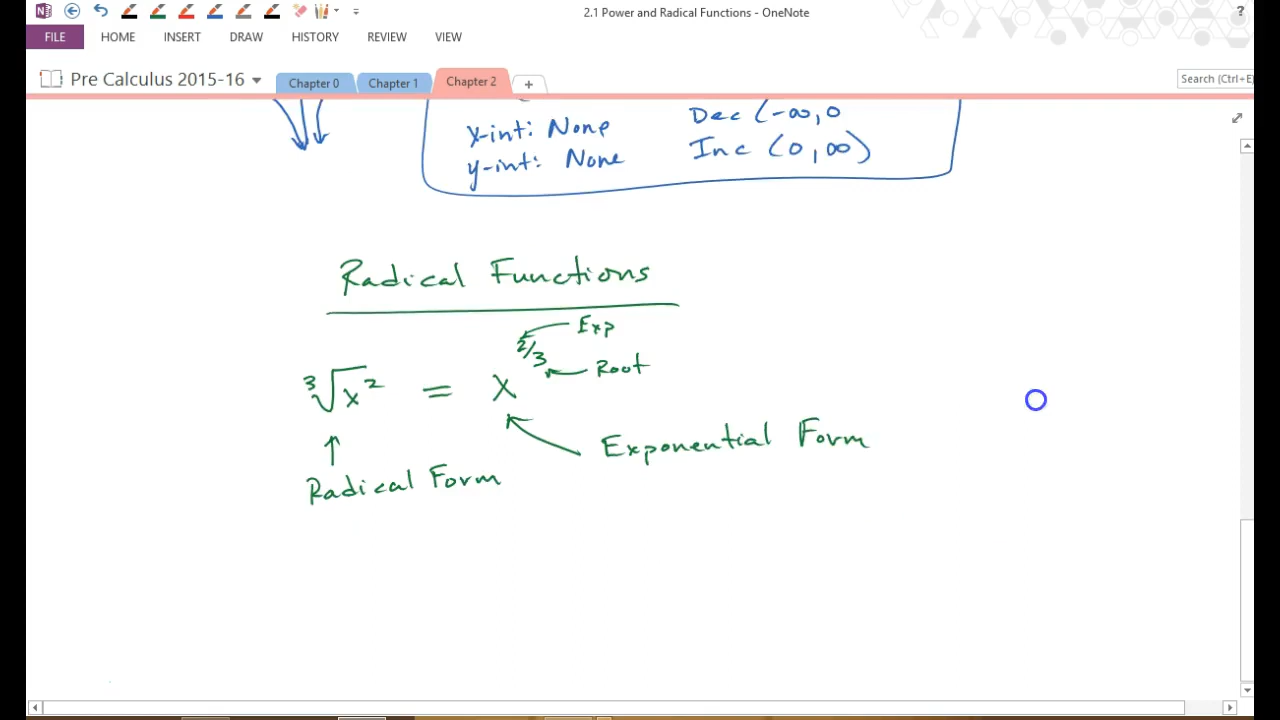 2.1 Power and Radical Functions - OneNote
?
FILE HOME INSERT DRAW HISTORY REVIEW VIEW
Pre Calculus 2015-16 Chapter 0 Chapter 1 Chapter 2 +
Search (Ctrl+E)
x-int: None Dec (-∞, 0
y-int: None Inc (0, ∞)
Radical Functions
Exp
Root
∛x² = x^2/3
Exponential Form
Radical Form